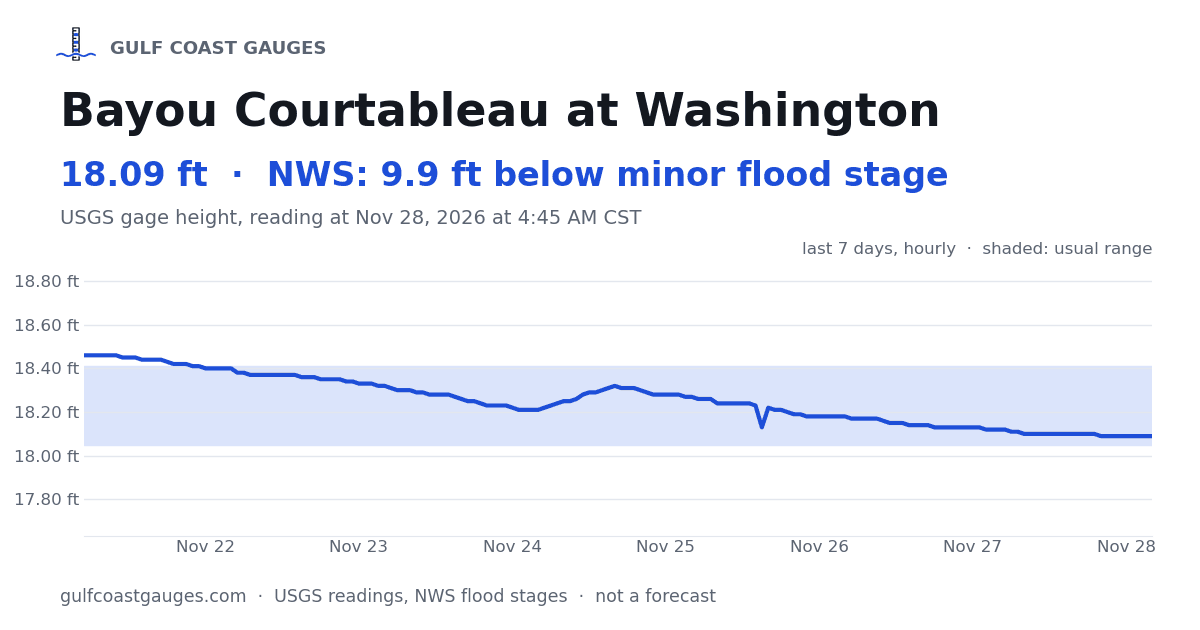 GULF COAST GAUGES
Bayou Courtableau at Washington
18.09 ft · NWS: 9.9 ft below minor flood stage
USGS gage height, reading at Nov 28, 2026 at 4:45 AM CST
last 7 days, hourly · shaded: usual range
18.80 ft
18.60 ft
18.40 ft
18.20 ft
18.00 ft
17.80 ft
Nov 22 Nov 23 Nov 24 Nov 25 Nov 26 Nov 27 Nov 28
gulfcoastgauges.com · USGS readings, NWS flood stages · not a forecast